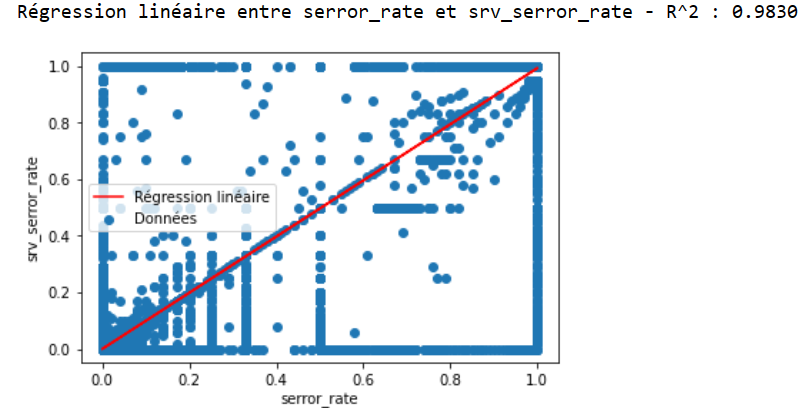 Régression linéaire entre serror_rate et srv_serror_rate - R^2 : 0.9830
1.0
0.8
0.6
0.4
0.2
0.0
srv_serror_rate
Régression linéaire
Données
0.0 0.2 0.4 0.6 0.8 1.0
serror_rate